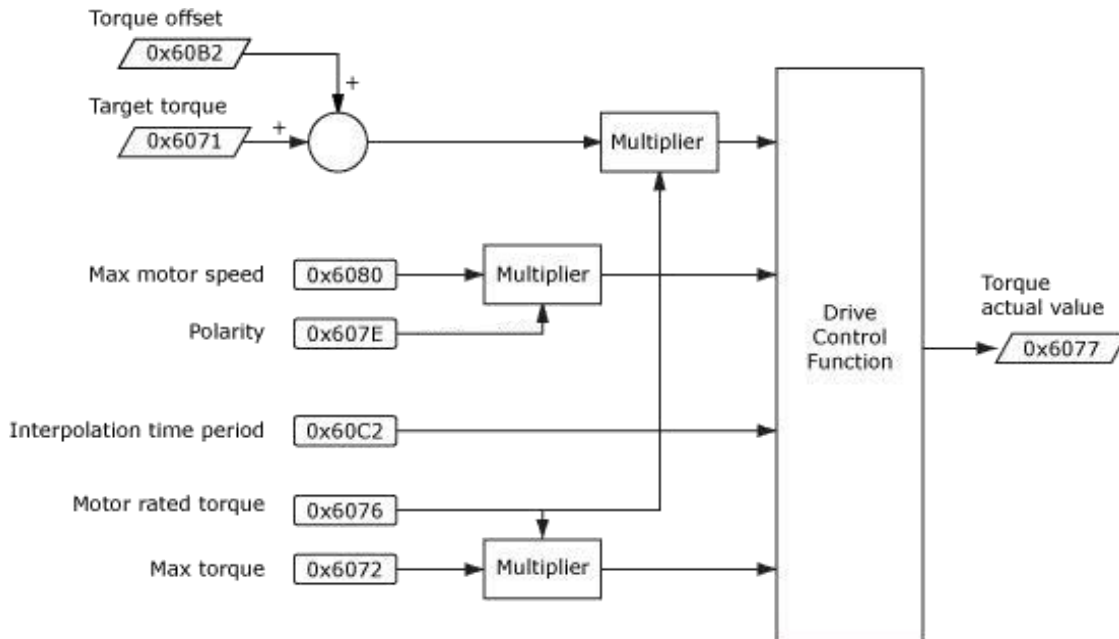 Torque offset
0x60B2
+
Target torque
+
0x6071
Multiplier
Max motor speed
0x6080
Multiplier
Polarity
0x607E
Drive
Control
Function
Torque
actual value
0x6077
Interpolation time period
0x60C2
Motor rated torque
0x6076
Max torque
0x6072
Multiplier